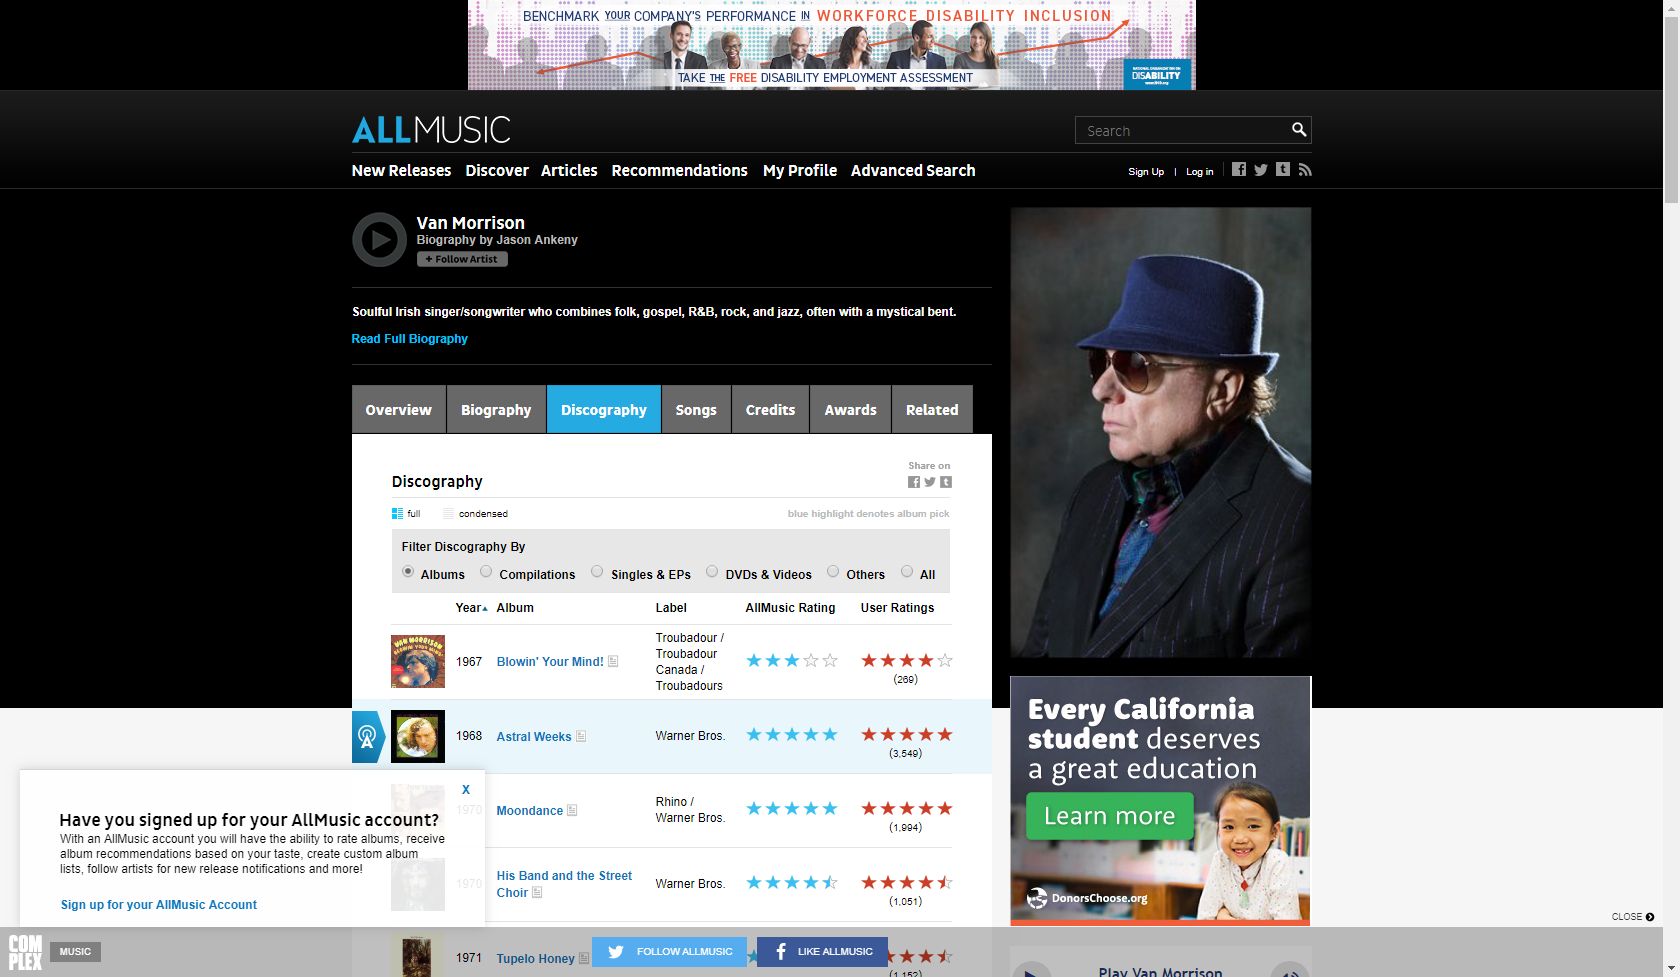 BENCHMARK YOUR COMPANY'S PERFORMANCE IN WORKFORCE DISABILITY INCLUSION
TAKE THE FREE DISABILITY EMPLOYMENT ASSESSMENT
DISABILITY
ALLMUSIC
Search
New Releases Discover Articles Recommendations My Profile Advanced Search
Sign Up | Log in
Van Morrison
Biography by Jason Ankeny
+ Follow Artist
Soulful Irish singer/songwriter who combines folk, gospel, R&B, rock, and jazz, often with a mystical bent.
Read Full Biography
Overview Biography Discography Songs Credits Awards Related
Share on
Discography
full condensed blue highlight denotes album pick
Filter Discography By
Albums Compilations Singles & EPs DVDs & Videos Others All
Year Album Label AllMusic Rating User Ratings
VAN MORRISON
1967 Blowin' Your Mind! Troubadour /
Troubadour
Canada /
Troubadours
(269)
1968 Astral Weeks Warner Bros.
(3,549)
1970 Moondance Rhino /
Warner Bros.
(1,994)
1970 His Band and the Street
Choir Warner Bros.
(1,051)
1971 Tupelo Honey
(1,152)
X
Have you signed up for your AllMusic account?
With an AllMusic account you will have the ability to rate albums, receive
album recommendations based on your taste, create custom album
lists, follow artists for new release notifications and more!
Sign up for your AllMusic Account
Every California
student deserves
a great education
Learn more
DonorsChoose.org
CLOSE
COM
PLEX
MUSIC
FOLLOW ALLMUSIC
LIKE ALLMUSIC
Play Van Morrison